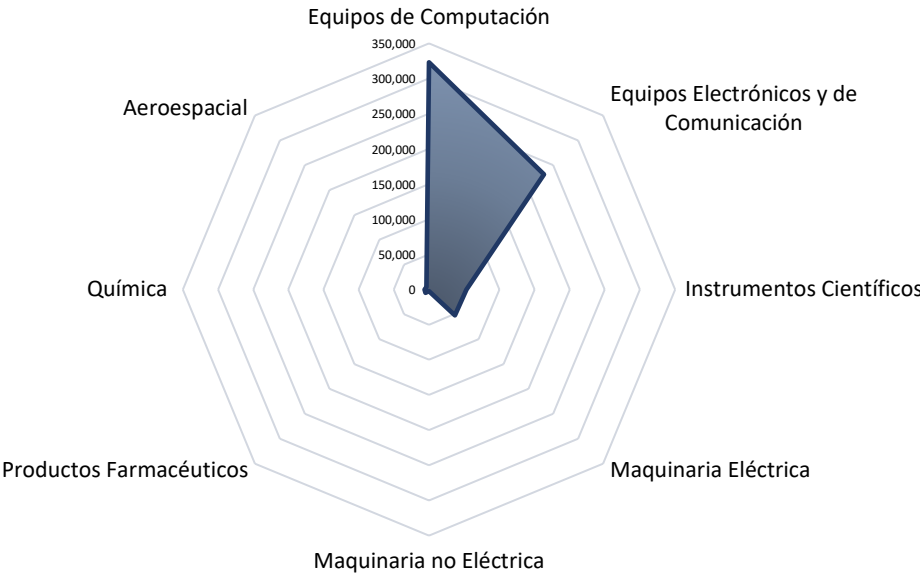 Equipos de Computación
350,000
300,000
250,000
200,000
150,000
100,000
50,000
0
Equipos Electrónicos y de
Comunicación
Instrumentos Científicos
Maquinaria Eléctrica
Maquinaria no Eléctrica
Productos Farmacéuticos
Química
Aeroespacial